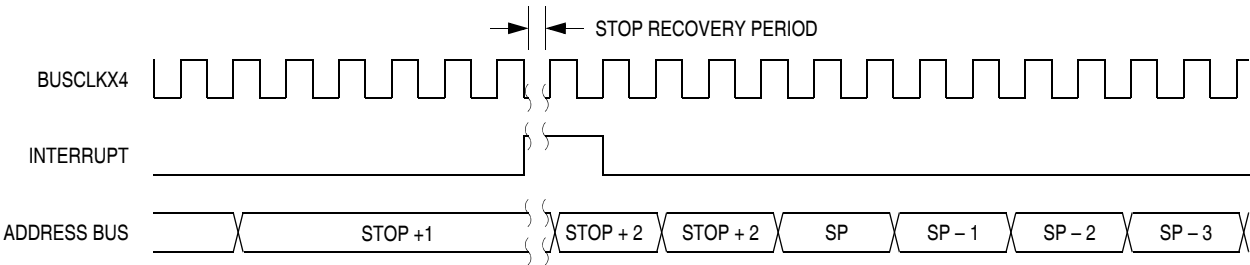 STOP RECOVERY PERIOD
BUSCLKX4
INTERRUPT
ADDRESS BUS STOP +1 STOP + 2 STOP + 2 SP SP – 1 SP – 2 SP – 3